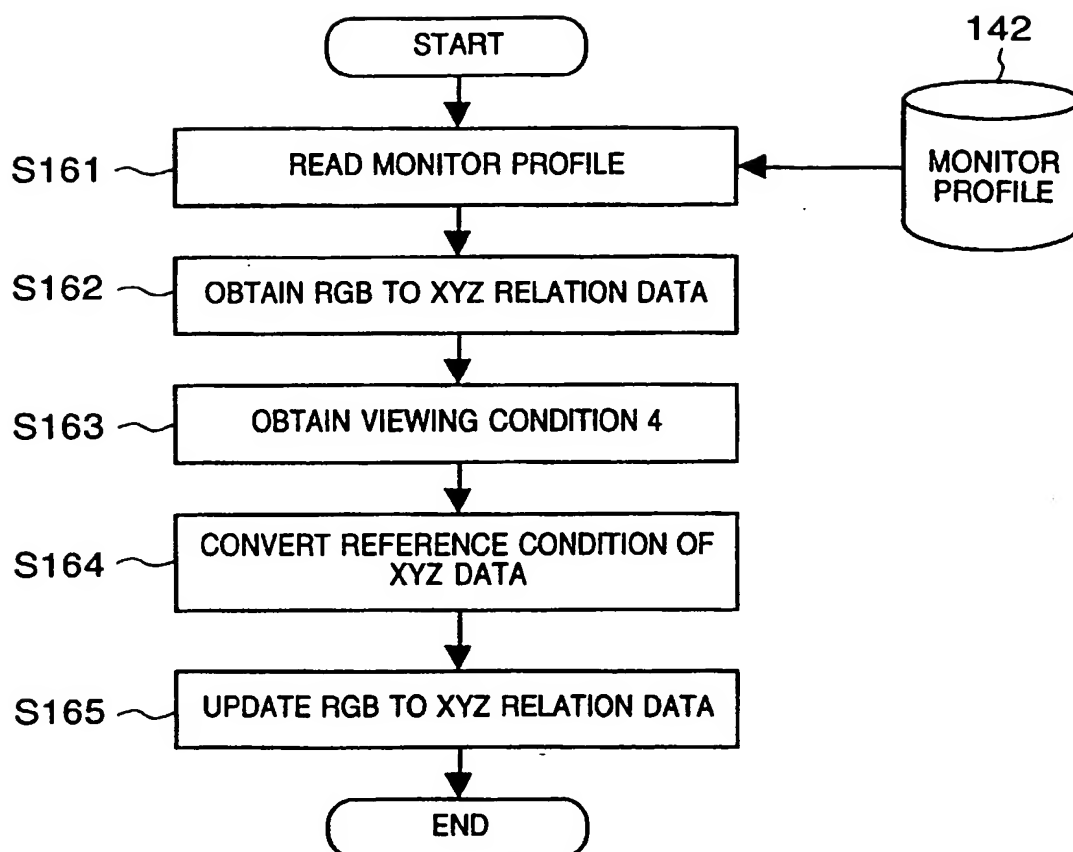 START
142
MONITOR
PROFILE
S161
READ MONITOR PROFILE
S162
OBTAIN RGB TO XYZ RELATION DATA
S163
OBTAIN VIEWING CONDITION 4
S164
CONVERT REFERENCE CONDITION OF
XYZ DATA
S165
UPDATE RGB TO XYZ RELATION DATA
END